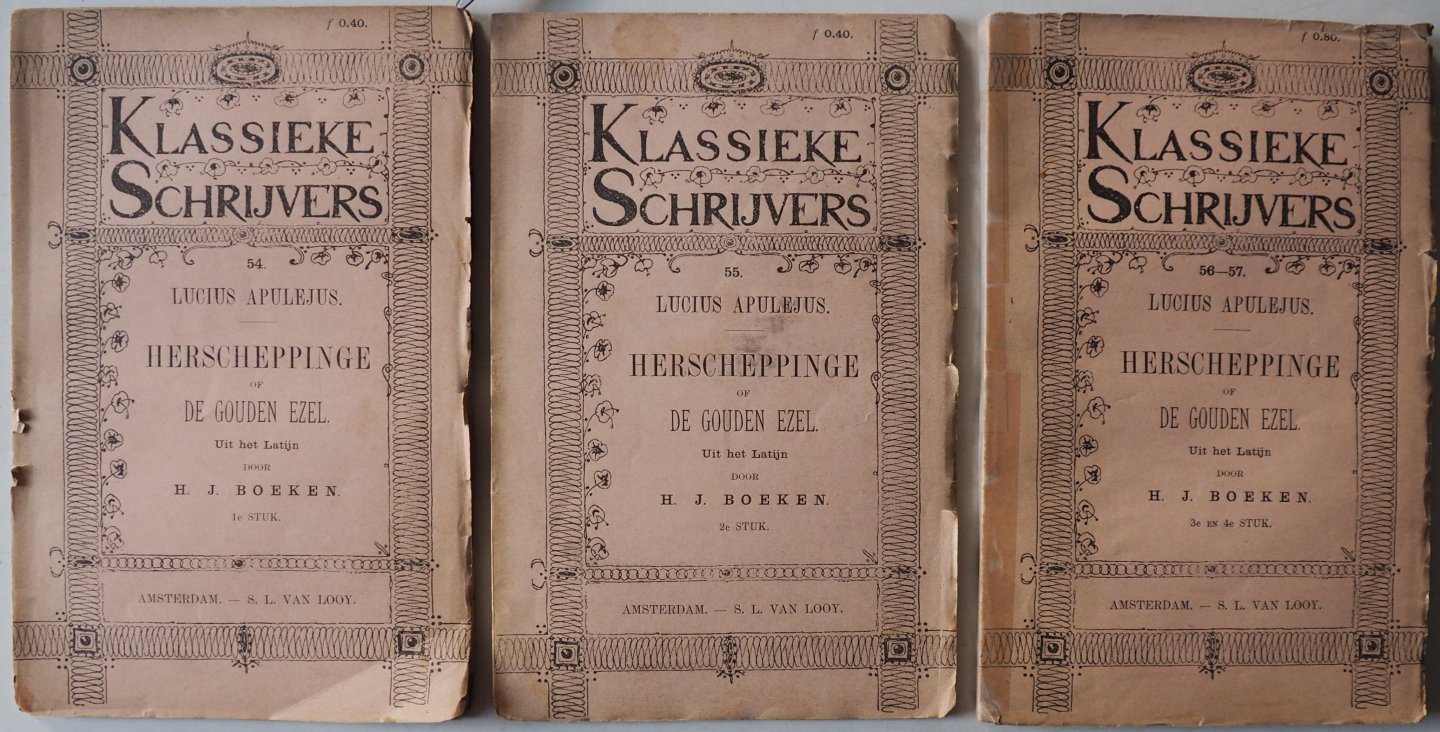 f 0.40.
KLASSIEKE
SCHRIJVERS
54.
LUCIUS APULEJUS.
HERSCHEPPINGE
OF
DE GOUDEN EZEL.
Uit het Latijn
DOOR
H. J. BOEKEN.
1e STUK.
AMSTERDAM. — S. L. VAN LOOY.
f 0.40.
KLASSIEKE
SCHRIJVERS
55.
LUCIUS APULEJUS.
HERSCHEPPINGE
OF
DE GOUDEN EZEL.
Uit het Latijn
DOOR
H. J. BOEKEN.
2e STUK.
AMSTERDAM. — S. L. VAN LOOY.
f 0.80.
KLASSIEKE
SCHRIJVERS
56—57.
LUCIUS APULEJUS.
HERSCHEPPINGE
OF
DE GOUDEN EZEL.
Uit het Latijn
DOOR
H. J. BOEKEN.
3e EN 4e STUK.
AMSTERDAM. — S. L. VAN LOOY.